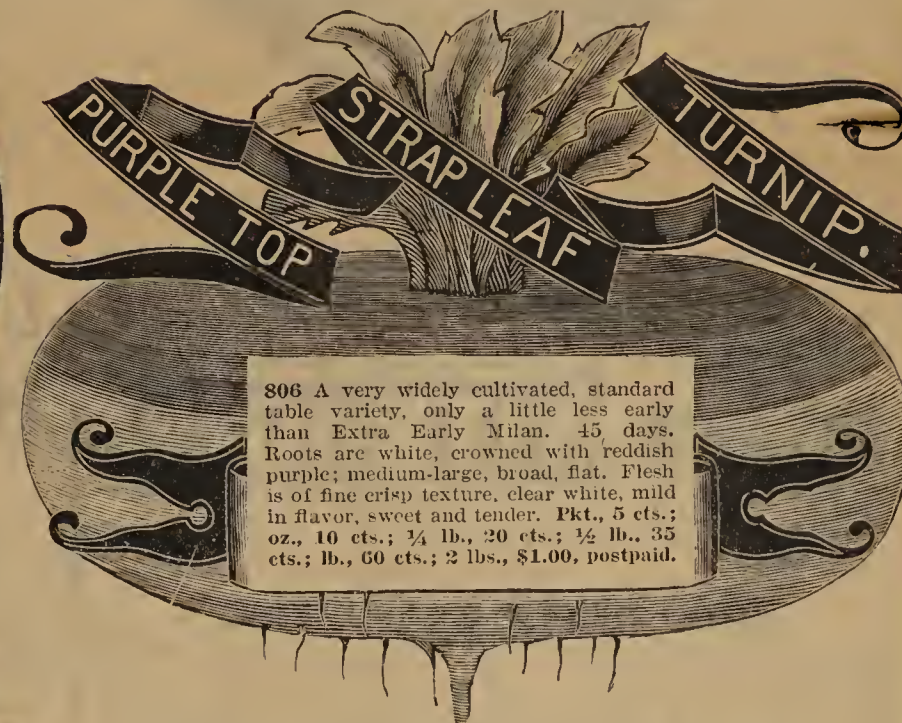 PURPLE TOP
STRAP LEAF
TURNIP.
806 A very widely cultivated, standard
table variety, only a little less early
than Extra Early Milan. 45 days.
Roots are white, crowned with reddish
purple; medium-large, broad, flat. Flesh
is of fine crisp texture, clear white, mild
in flavor, sweet and tender. Pkt., 5 cts.;
oz., 10 cts.; ¼ lb., 20 cts.; ½ lb., 35
cts.; lb., 60 cts.; 2 lbs., $1.00, postpaid.